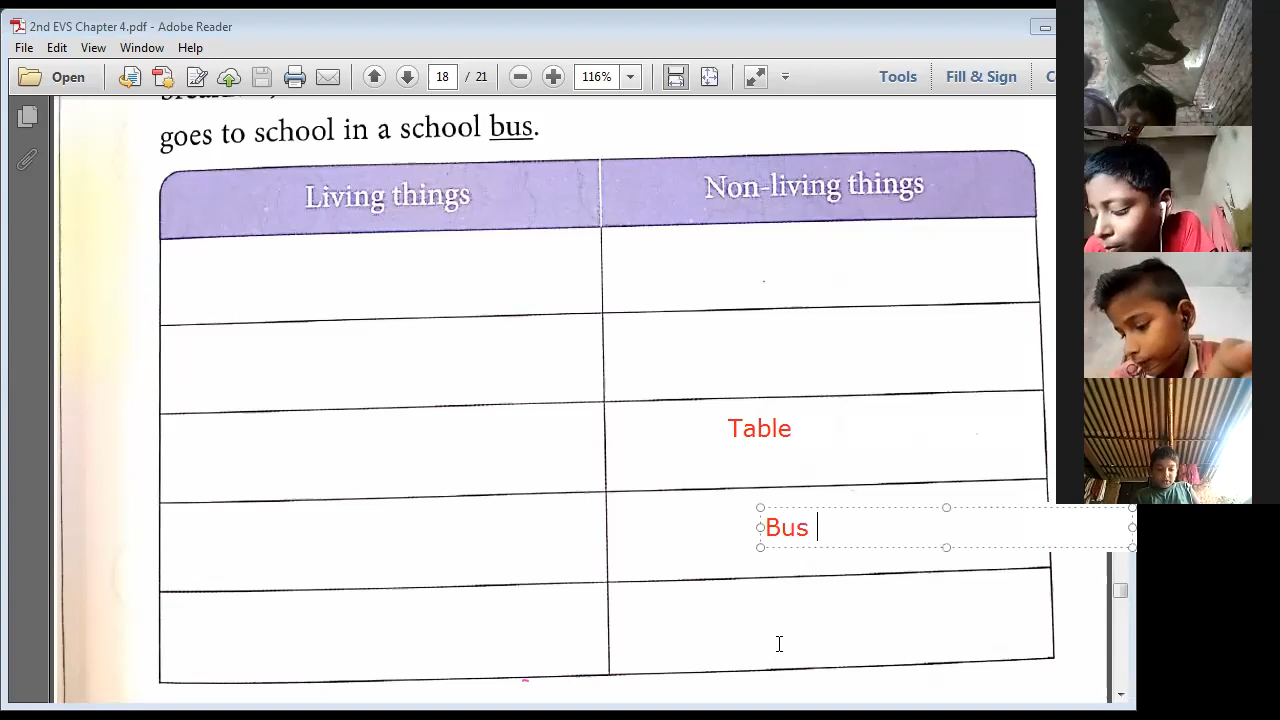 2nd EVS Chapter 4.pdf - Adobe Reader
File Edit View Window Help
Open 18 / 21 116% Tools Fill & Sign
goes to school in a school bus.
Living things Non-living things
Table
Bus